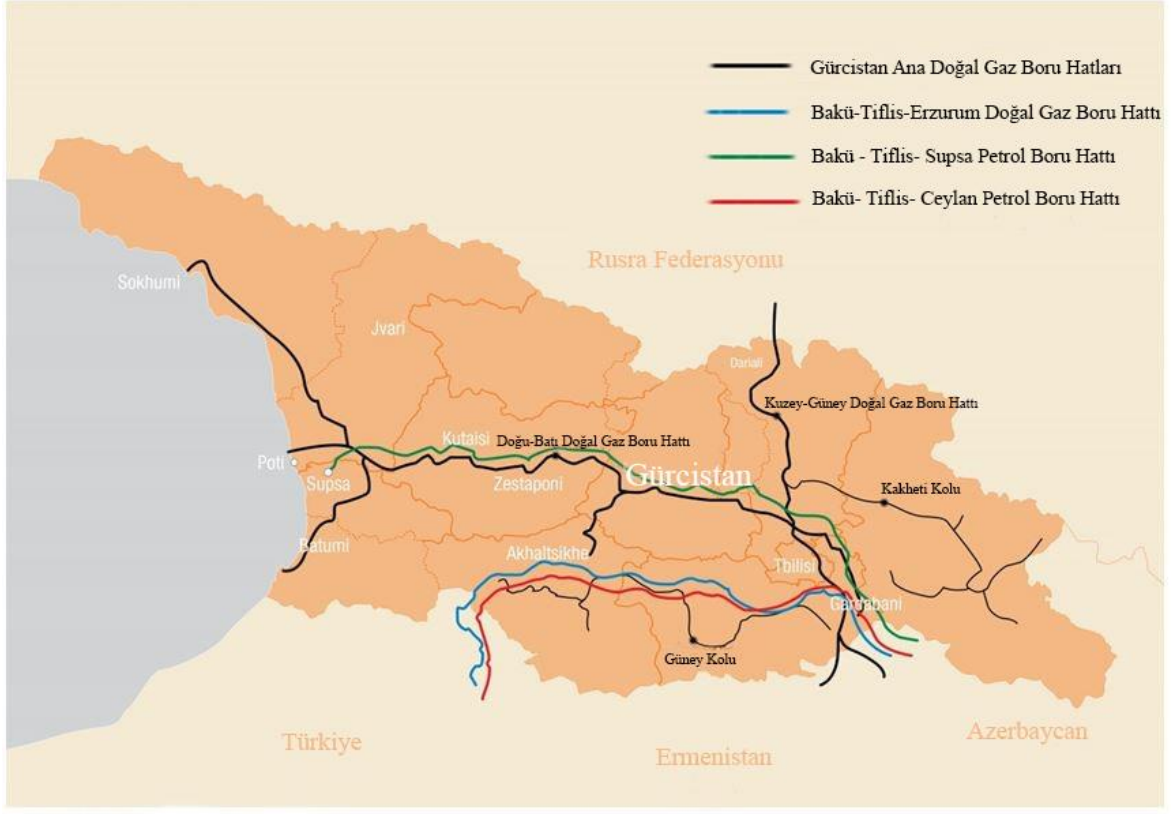 Gürcistan Ana Doğal Gaz Boru Hatları
Bakü-Tiflis-Erzurum Doğal Gaz Boru Hattı
Bakü - Tiflis- Supsa Petrol Boru Hattı
Bakü- Tiflis- Ceylan Petrol Boru Hattı
Rusra Federasyonu
Sokhumi
Jvari
Dariali
Kuzey-Güney Doğal Gaz Boru Hattı
Kutaisi
Doğu-Batı Doğal Gaz Boru Hattı
Poti
Supsa
Zestaponi
Gürcistan
Kakheti Kolu
Batumi
Akhaltsikhe
Tbilisi
Gardabani
Güney Kolu
Türkiye
Ermenistan
Azerbaycan